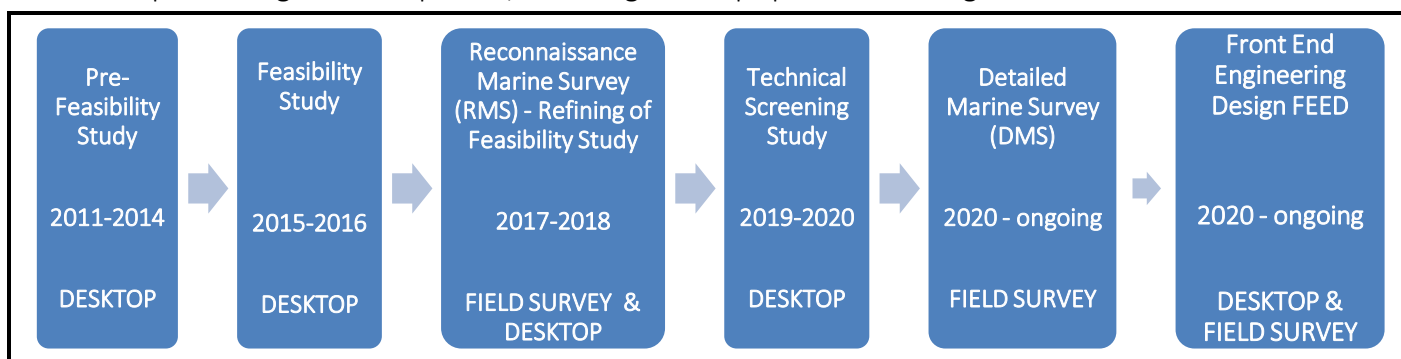 Pre-
Feasibility
Study
2011-2014
DESKTOP
Feasibility
Study
2015-2016
DESKTOP
Reconnaissance
Marine Survey
(RMS) - Refining of
Feasibility Study
2017-2018
FIELD SURVEY &
DESKTOP
Technical
Screening
Study
2019-2020
DESKTOP
Detailed
Marine Survey
(DMS)
2020 - ongoing
FIELD SURVEY
Front End
Engineering
Design FEED
2020 - ongoing
DESKTOP &
FIELD SURVEY